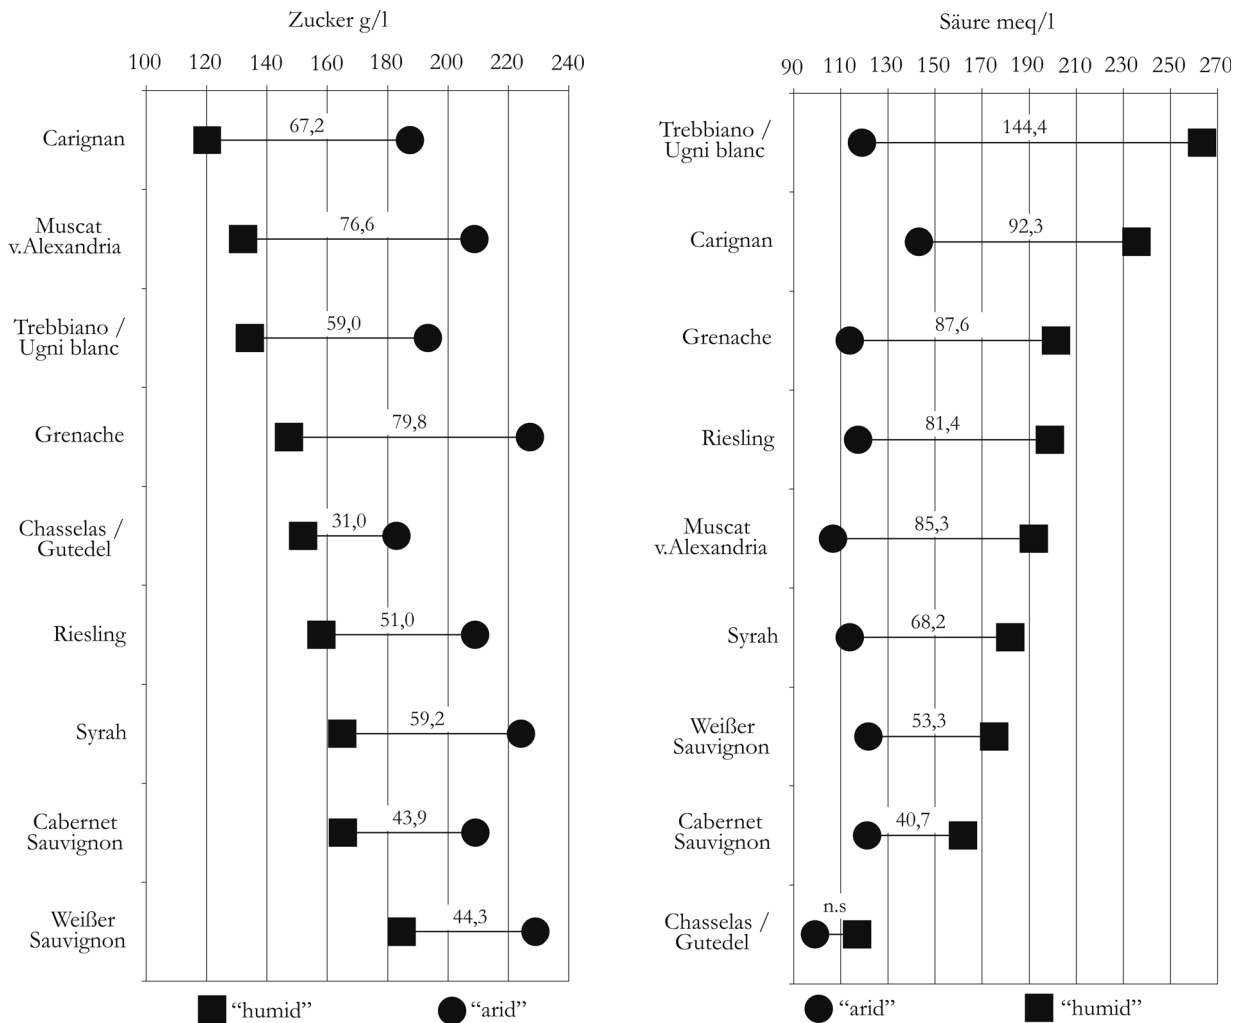 Zucker g/l
100 120 140 160 180 200 220 240
Carignan
67,2
Muscat
v.Alexandria
76,6
Trebbiano /
Ugni blanc
59,0
Grenache
79,8
Chasselas /
Gutedel
31,0
Riesling
51,0
Syrah
59,2
Cabernet
Sauvignon
43,9
Weißer
Sauvignon
44,3
"humid" "arid"
Säure meq/l
90 110 130 150 170 190 210 230 250 270
Trebbiano /
Ugni blanc
144,4
Carignan
92,3
Grenache
87,6
Riesling
81,4
Muscat
v.Alexandria
85,3
Syrah
68,2
Weißer
Sauvignon
53,3
Cabernet
Sauvignon
40,7
Chasselas /
Gutedel
n.s
"arid" "humid"